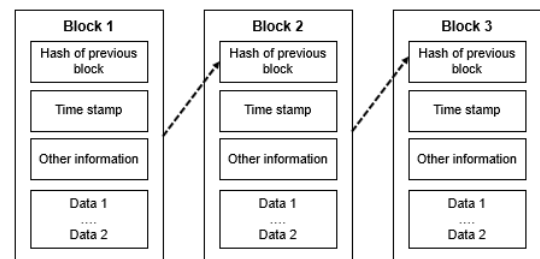 Block 1
Hash of previous
block
Time stamp
Other information
Data 1
....
Data 2
Block 2
Hash of previous
block
Time stamp
Other information
Data 1
....
Data 2
Block 3
Hash of previous
block
Time stamp
Other information
Data 1
....
Data 2